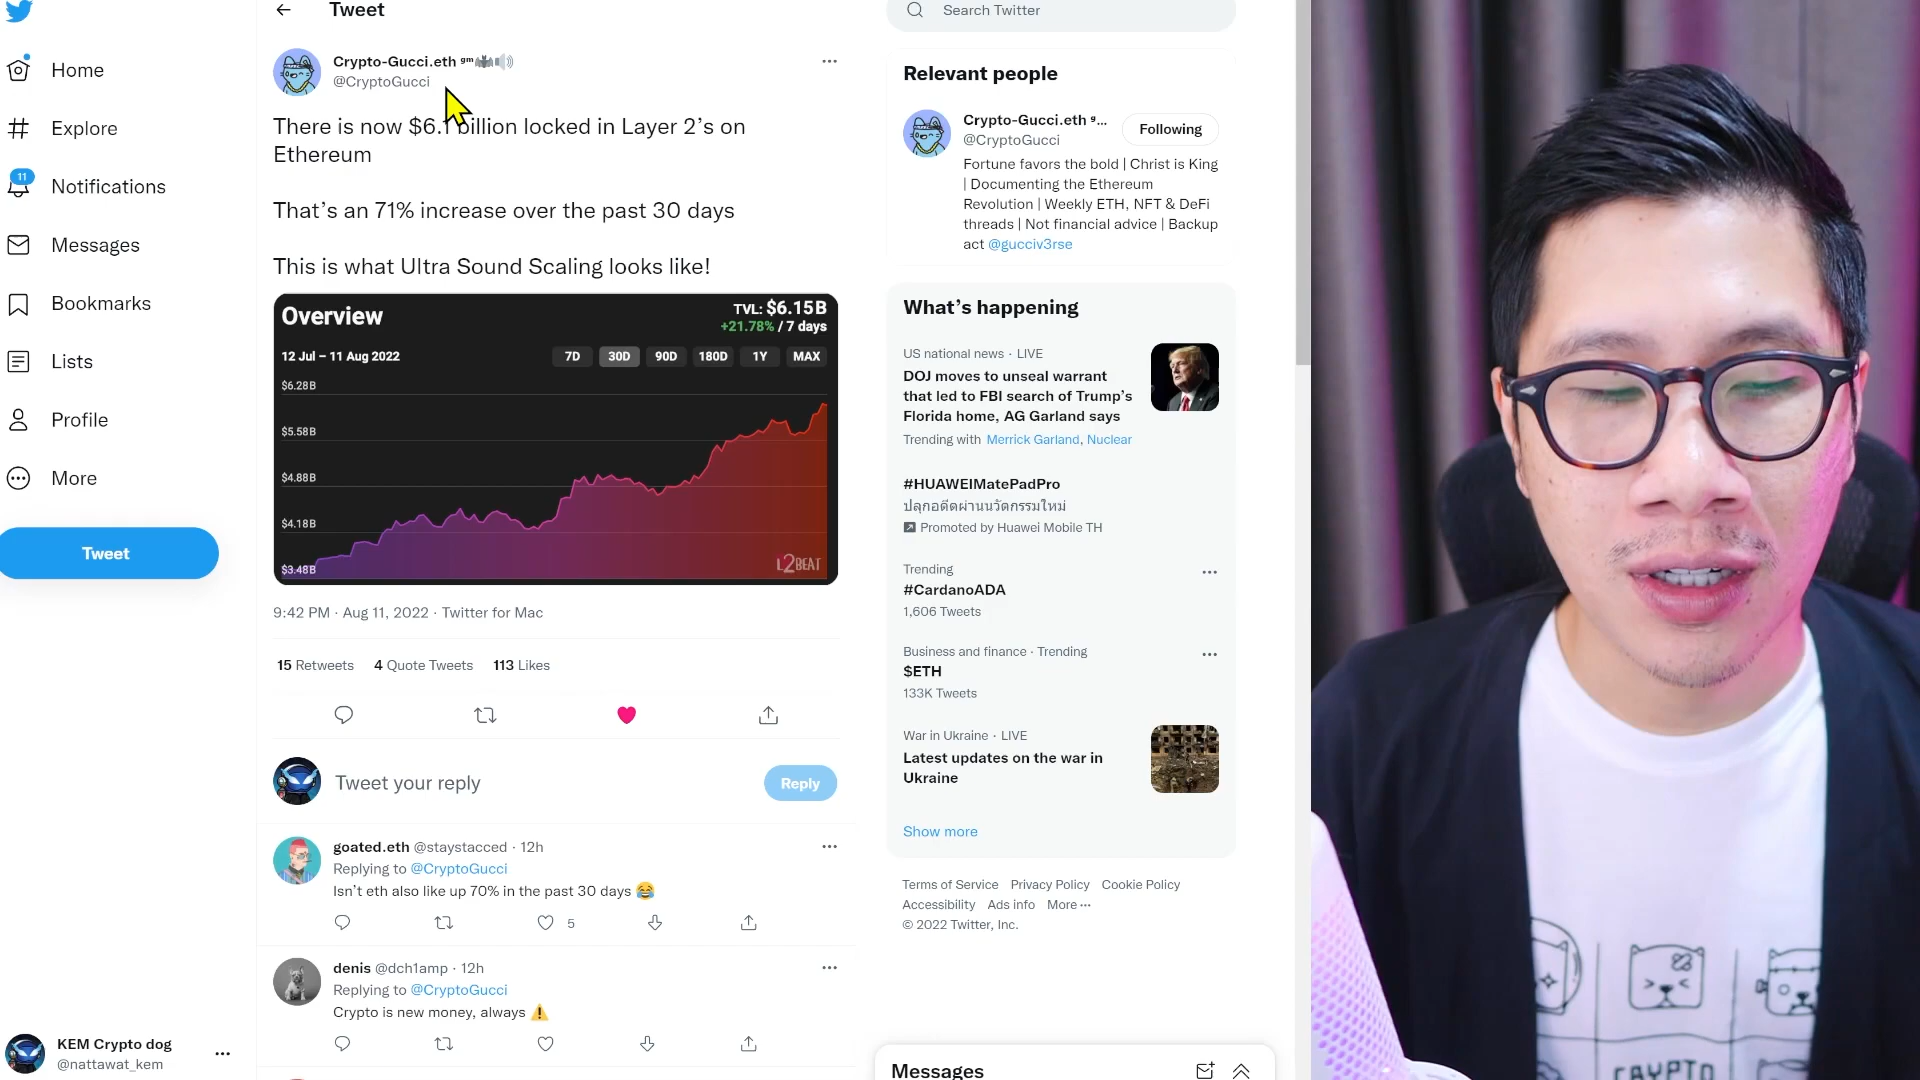 Home
Explore
11
Notifications
Messages
Bookmarks
Lists
Profile
More
Tweet
KEM Crypto dog
@nattawat_kem
Tweet
Crypto-Gucci.eth ᵍᵐ🦇🔊
@CryptoGucci
There is now $6.1 billion locked in Layer 2’s on
Ethereum
That’s an 71% increase over the past 30 days
This is what Ultra Sound Scaling looks like!
Overview
TVL: $6.15B
+21.78% / 7 days
12 Jul – 11 Aug 2022
7D 30D 90D 180D 1Y MAX
$6.28B
$5.58B
$4.88B
$4.18B
$3.48B
L2BEAT
9:42 PM · Aug 11, 2022 · Twitter for Mac
15 Retweets 4 Quote Tweets 113 Likes
Tweet your reply
Reply
goated.eth @staystacced · 12h
Replying to @CryptoGucci
Isn’t eth also like up 70% in the past 30 days 😂
5
denis @dch1amp · 12h
Replying to @CryptoGucci
Crypto is new money, always ⚠️
Search Twitter
Relevant people
Crypto-Gucci.eth ᵍ...
@CryptoGucci
Following
Fortune favors the bold | Christ is King
| Documenting the Ethereum
Revolution | Weekly ETH, NFT & DeFi
threads | Not financial advice | Backup
act @gucciv3rse
What’s happening
US national news · LIVE
DOJ moves to unseal warrant
that led to FBI search of Trump’s
Florida home, AG Garland says
Trending with Merrick Garland, Nuclear
#HUAWEIMatePadPro
ปลุกอดีตผ่านนวัตกรรมใหม่
Promoted by Huawei Mobile TH
Trending
#CardanoADA
1,606 Tweets
Business and finance · Trending
$ETH
133K Tweets
War in Ukraine · LIVE
Latest updates on the war in
Ukraine
Show more
Terms of Service Privacy Policy Cookie Policy
Accessibility Ads info More ···
© 2022 Twitter, Inc.
Messages
CRYPTO